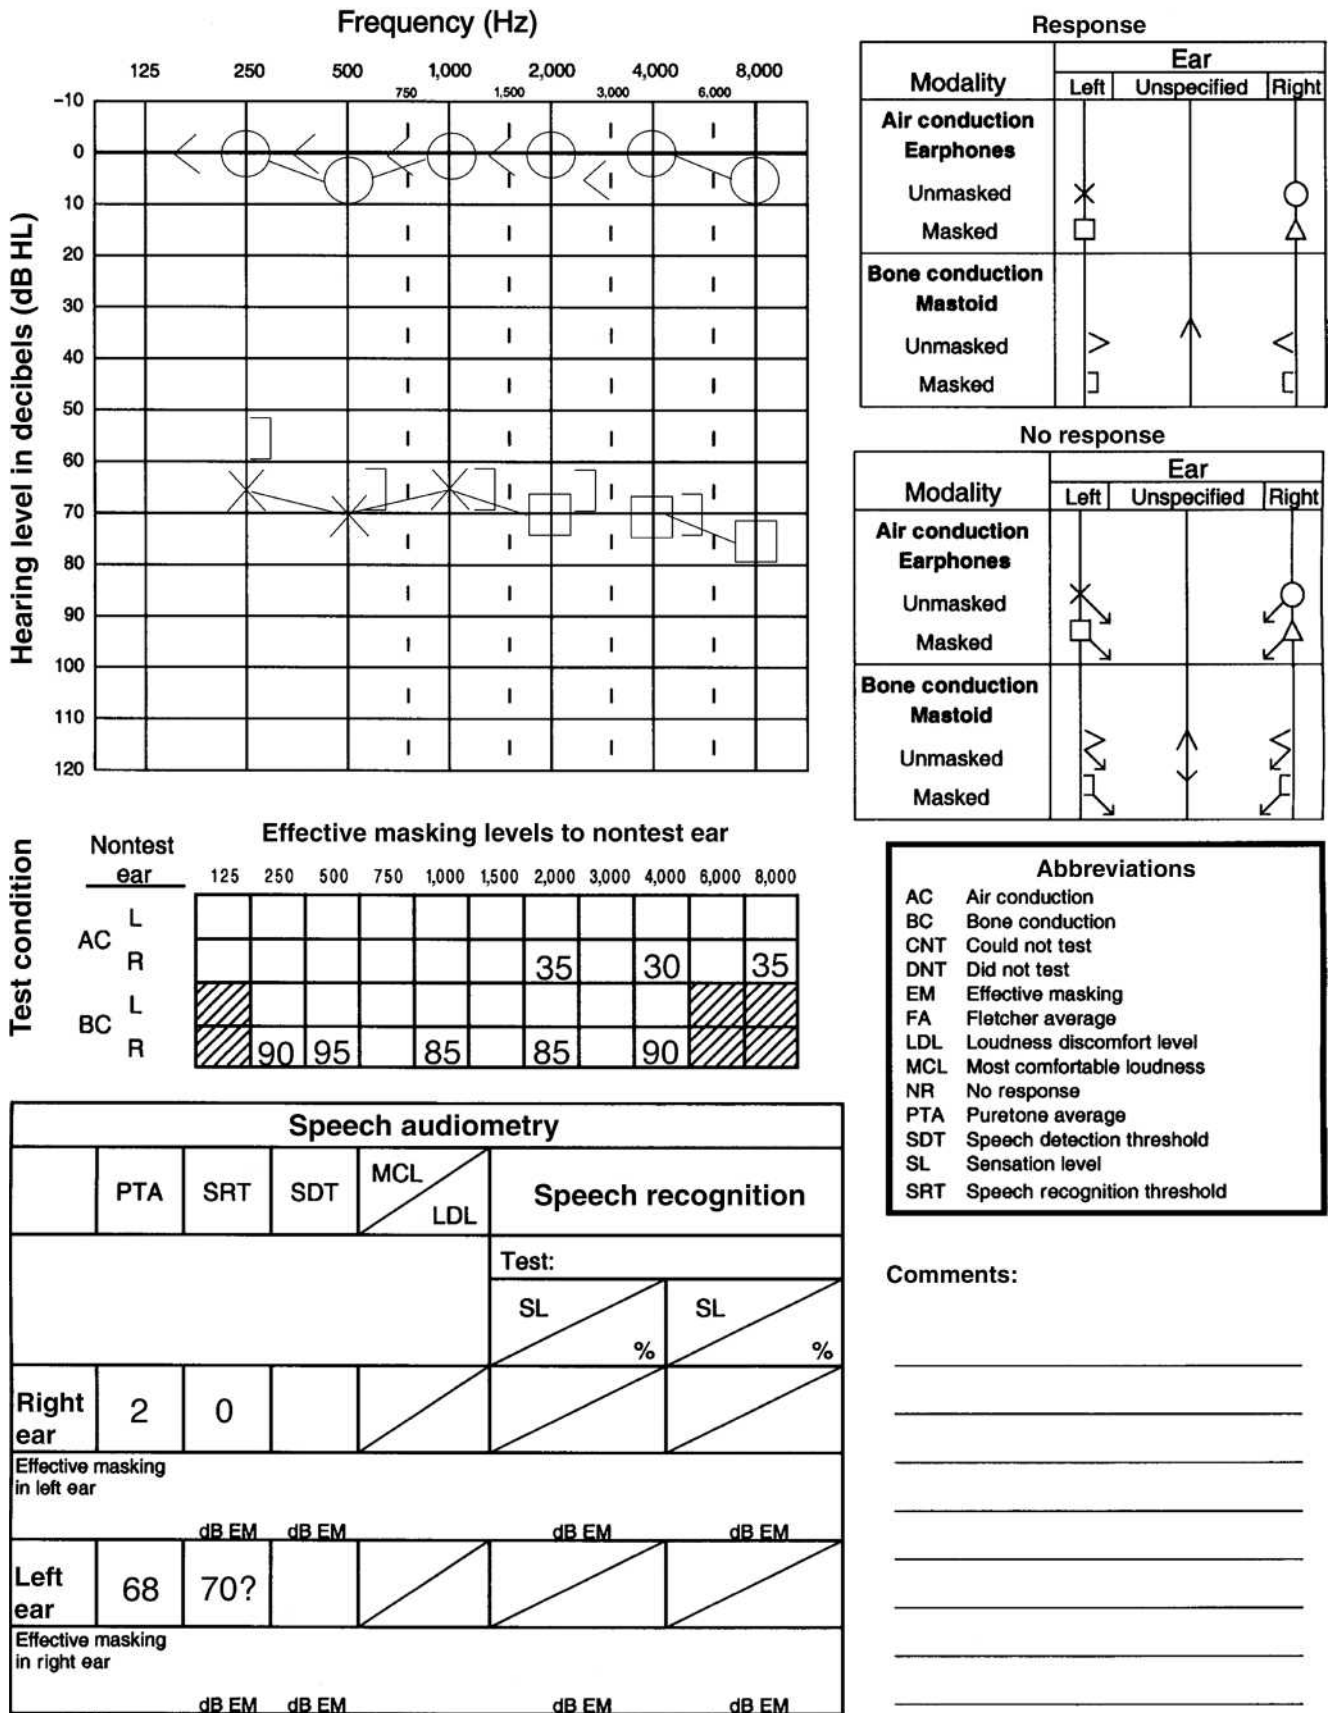 Frequency (Hz)
125 250 500 1,000 2,000 4,000 8,000
750 1,500 3,000 6,000
Hearing level in decibels (dB HL)
–10
0
10
20
30
40
50
60
70
80
90
100
110
120
Response
Ear
Modality Left Unspecified Right
Air conduction
Earphones
Unmasked
Masked
Bone conduction
Mastoid
Unmasked
Masked
No response
Ear
Modality Left Unspecified Right
Air conduction
Earphones
Unmasked
Masked
Bone conduction
Mastoid
Unmasked
Masked
Test condition
Effective masking levels to nontest ear
Nontest
ear 125 250 500 750 1,000 1,500 2,000 3,000 4,000 6,000 8,000
AC
L
R 35 30 35
BC
L
R 90 95 85 85 90
Abbreviations
AC Air conduction
BC Bone conduction
CNT Could not test
DNT Did not test
EM Effective masking
FA Fletcher average
LDL Loudness discomfort level
MCL Most comfortable loudness
NR No response
PTA Puretone average
SDT Speech detection threshold
SL Sensation level
SRT Speech recognition threshold
Speech audiometry
PTA SRT SDT MCL LDL Speech recognition
Test:
SL % SL %
Right
ear 2 0
Effective masking
in left ear
dB EM dB EM dB EM dB EM
Left
ear 68 70?
Effective masking
in right ear
dB EM dB EM dB EM dB EM
Comments: